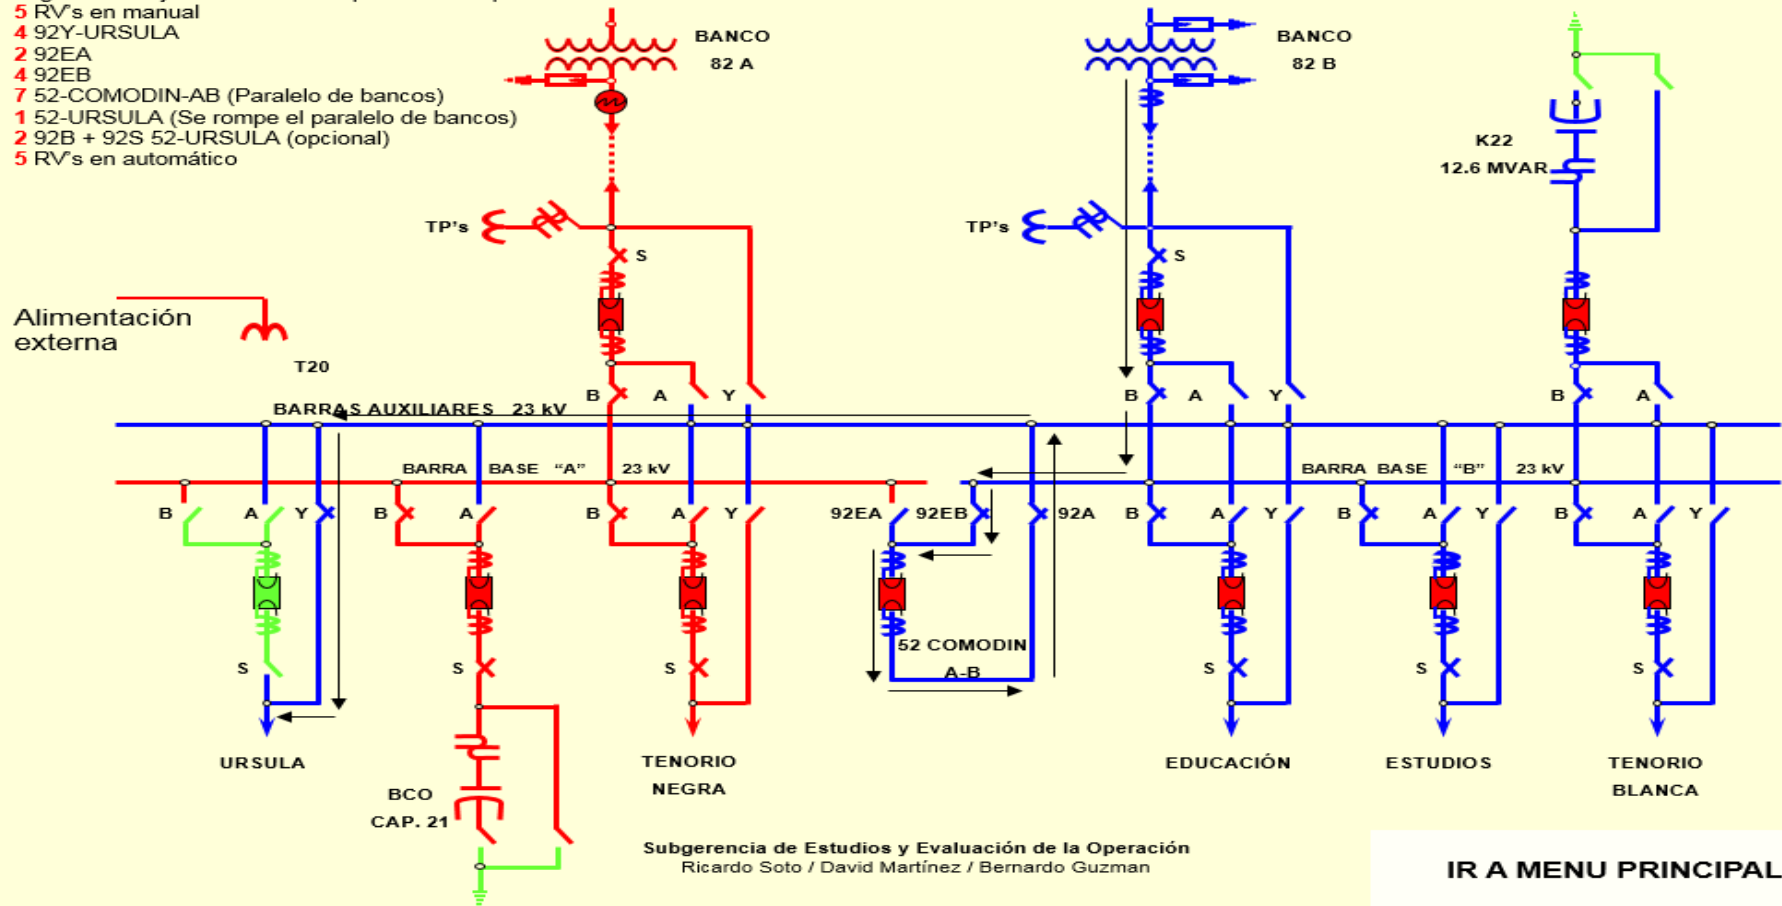 5 RV's en manual
4 92Y-URSULA
2 92EA
4 92EB
7 52-COMODIN-AB (Paralelo de bancos)
1 52-URSULA (Se rompe el paralelo de bancos)
2 92B + 92S 52-URSULA (opcional)
5 RV's en automático
BANCO
82 A
BANCO
82 B
K22
12.6 MVAR
TP's
TP's
S
S
Alimentación
externa
T20
B A Y
B A Y
B A
BARRAS AUXILIARES 23 kV
BARRA BASE "A" 23 kV
BARRA BASE "B" 23 kV
B A Y B A B A Y 92EA 92EB 92A B A Y B A Y B A Y
52 COMODIN
A-B
S S S S S S
URSULA
BCO
CAP. 21
TENORIO
NEGRA
EDUCACIÓN
ESTUDIOS
TENORIO
BLANCA
Subgerencia de Estudios y Evaluación de la Operación
Ricardo Soto / David Martínez / Bernardo Guzman
IR A MENU PRINCIPAL